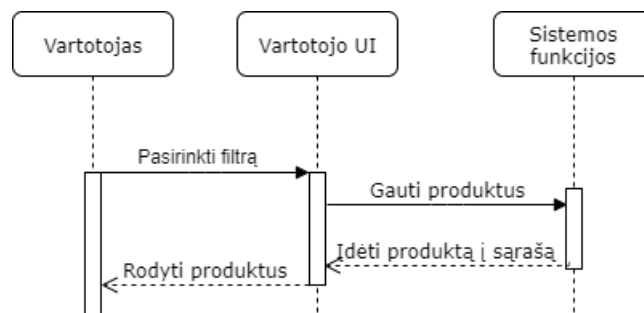 Vartotojas
Vartotojo UI
Sistemos
funkcijos
Pasirinkti filtrą
Gauti produktus
Įdėti produktą į sąrašą
Rodyti produktus